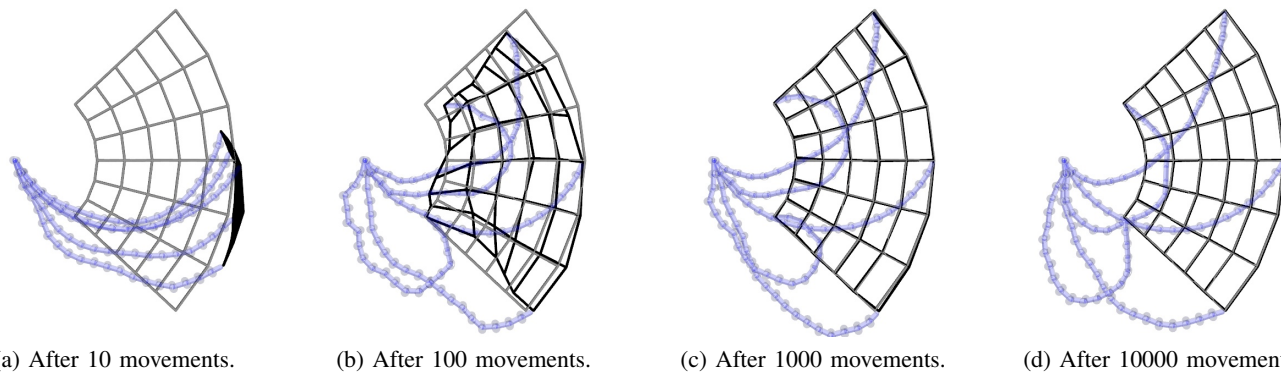 a) After 10 movements.
(b) After 100 movements.
(c) After 1000 movements.
(d) After 10000 movement